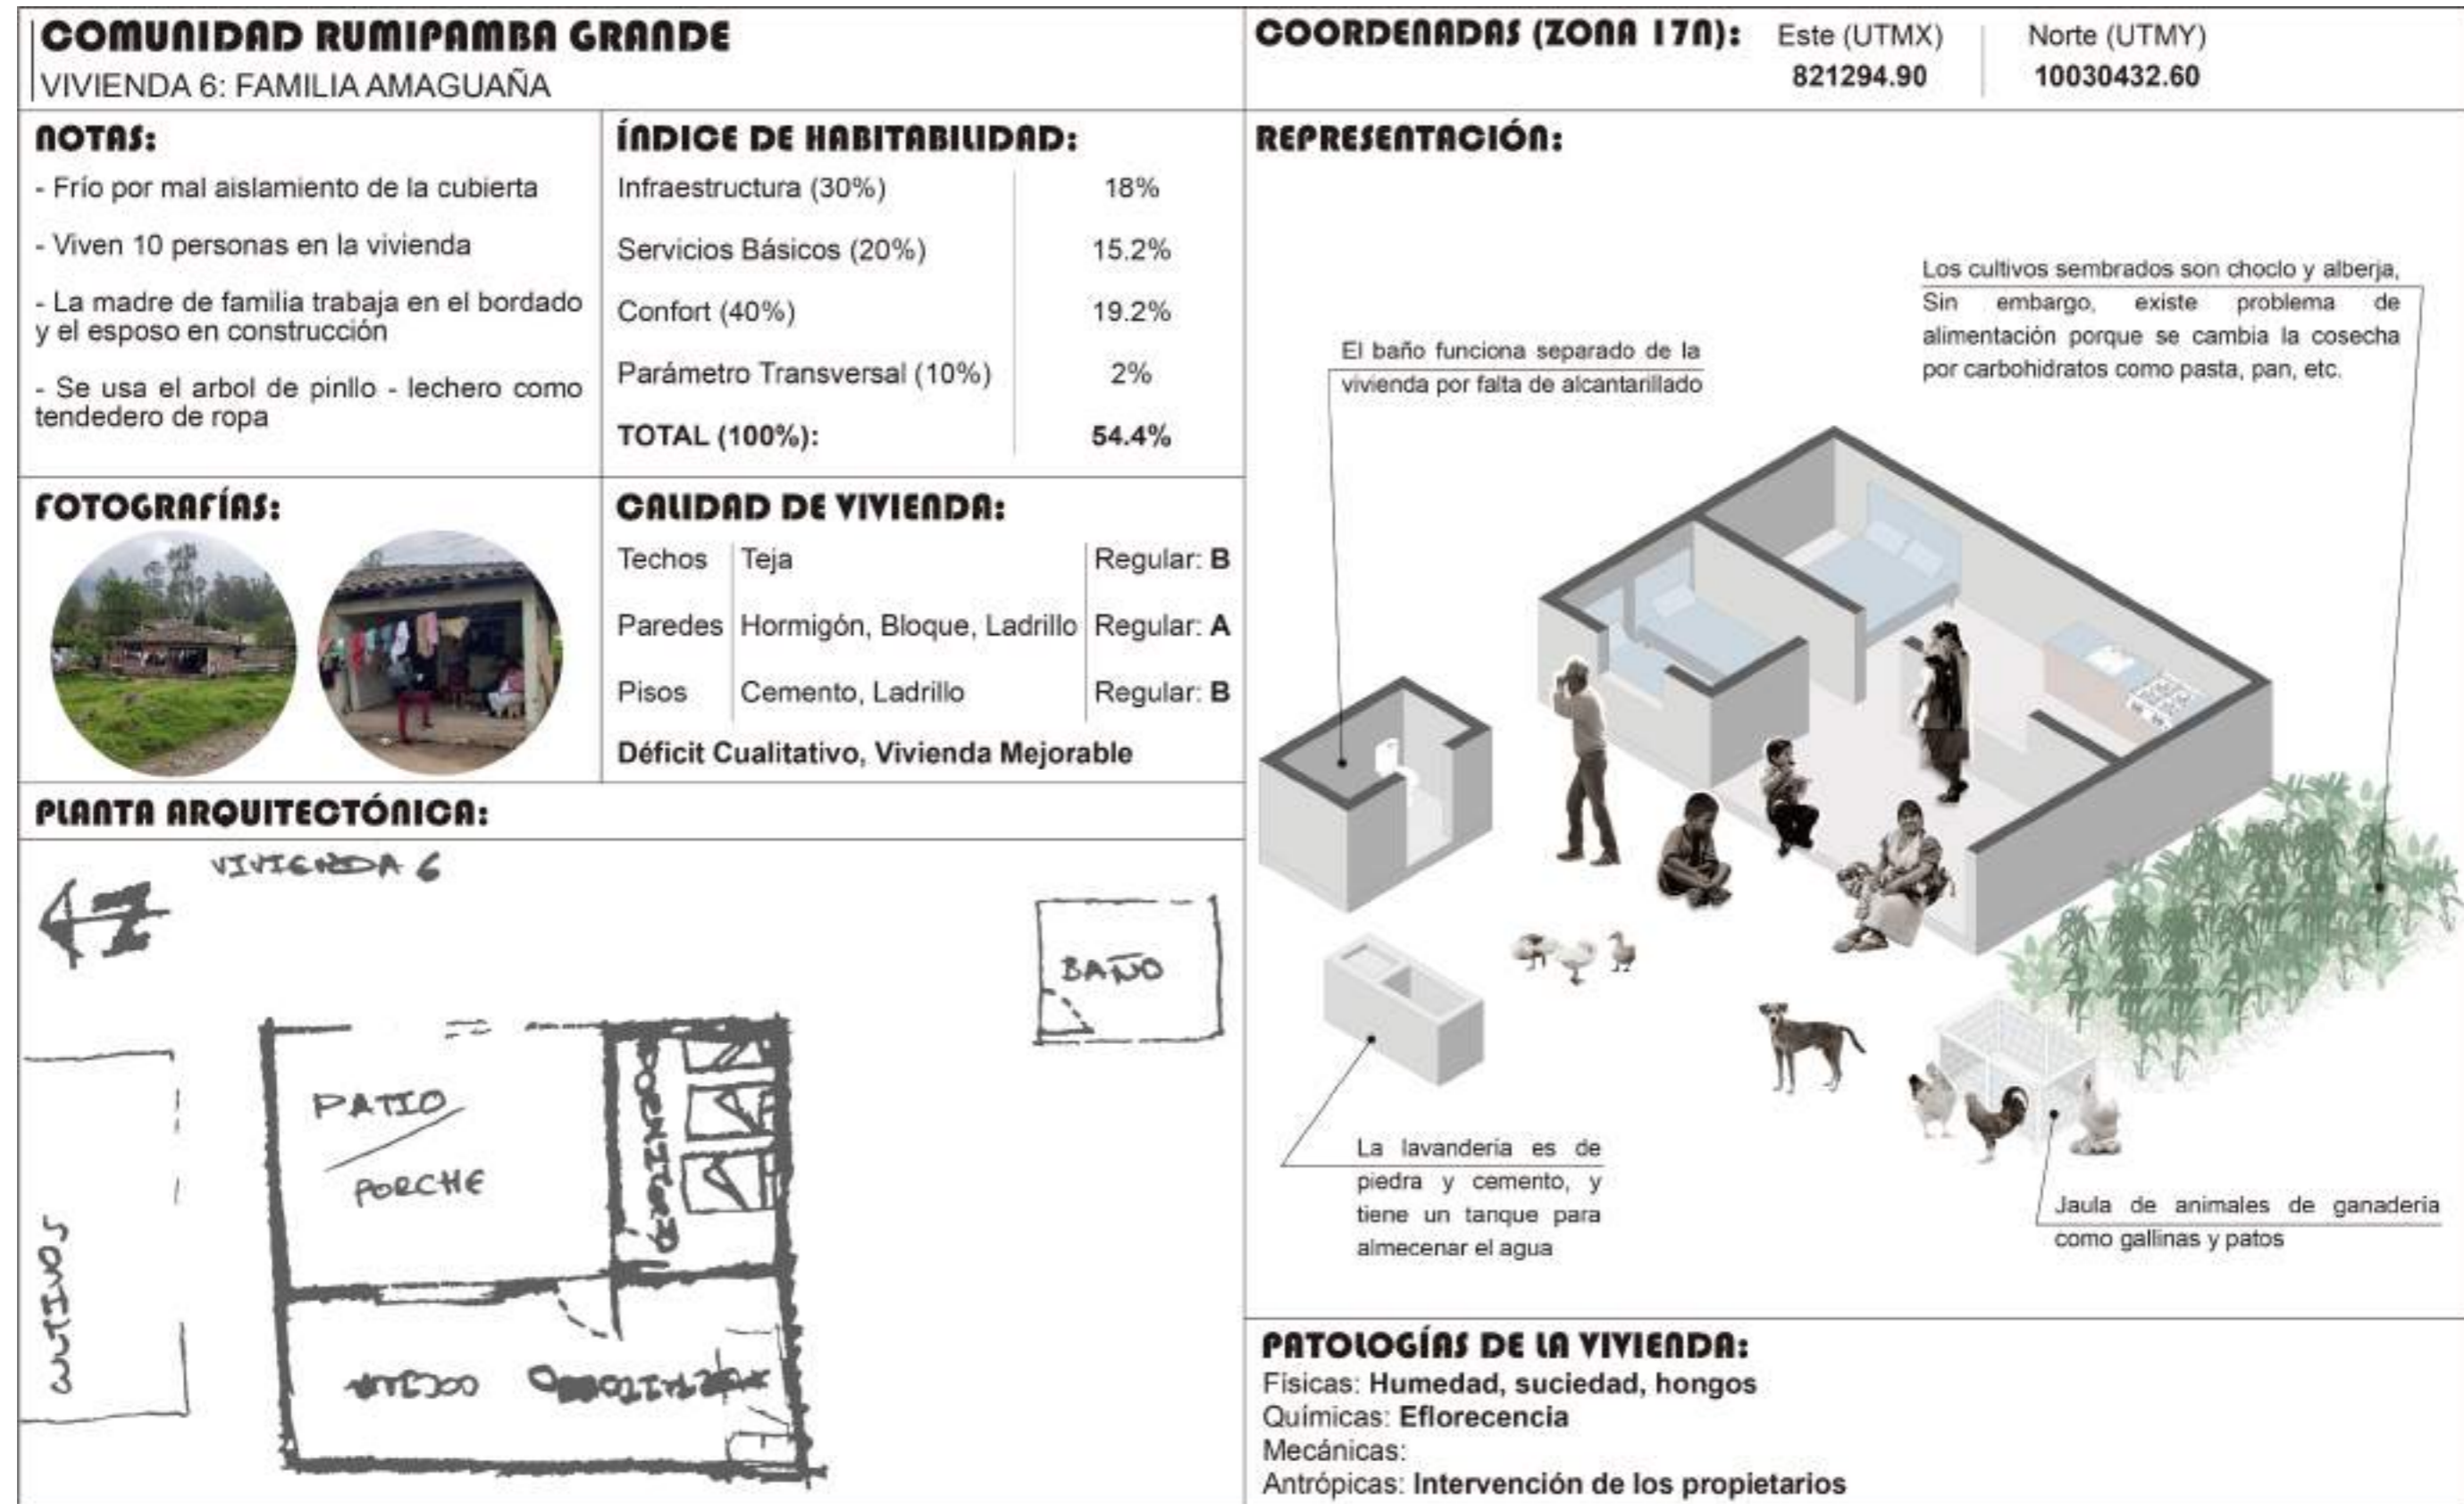 COMUNIDAD RUMIPAMBA GRANDE
VIVIENDA 6: FAMILIA AMAGUAÑA
COORDENADAS (ZONA 17N):
Este (UTMX)
821294.90
Norte (UTMY)
10030432.60
NOTAS:
- Frío por mal aislamiento de la cubierta
- Viven 10 personas en la vivienda
- La madre de familia trabaja en el bordado
y el esposo en construcción
- Se usa el arbol de pinllo - lechero como
tendedero de ropa
ÍNDICE DE HABITABILIDAD:
Infraestructura (30%) 18%
Servicios Básicos (20%) 15.2%
Confort (40%) 19.2%
Parámetro Transversal (10%) 2%
TOTAL (100%): 54.4%
FOTOGRAFÍAS:
CALIDAD DE VIVIENDA:
Techos Teja Regular: B
Paredes Hormigón, Bloque, Ladrillo Regular: A
Pisos Cemento, Ladrillo Regular: B
Déficit Cualitativo, Vivienda Mejorable
PLANTA ARQUITECTÓNICA:
VIVIENDA 6
N
BAÑO
PATIO
PORCHE
DORMITORIO
CULTIVOS
COCINA
DORMITORIO
REPRESENTACIÓN:
El baño funciona separado de la
vivienda por falta de alcantarillado
Los cultivos sembrados son choclo y alberja,
Sin embargo, existe problema de
alimentación porque se cambia la cosecha
por carbohidratos como pasta, pan, etc.
La lavandería es de
piedra y cemento, y
tiene un tanque para
almecenar el agua
Jaula de animales de ganadería
como gallinas y patos
PATOLOGÍAS DE LA VIVIENDA:
Físicas: Humedad, suciedad, hongos
Químicas: Eflorecencia
Mecánicas:
Antrópicas: Intervención de los propietarios